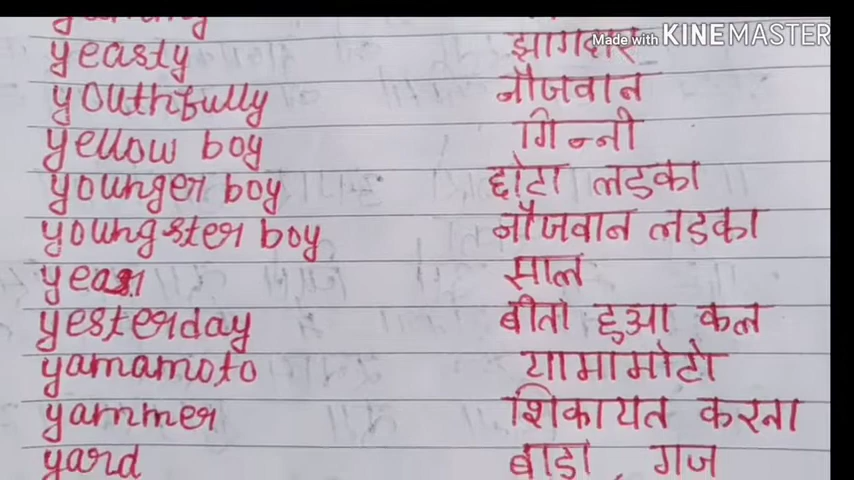 Made with KINEMASTER
yeasty झागदार
youthfully नौजवान
yellow boy गिन्नी
younger boy छोटा लड़का
youngster boy नौजवान लडका
year साल
yesterday बीता हुआ कल
yamamoto यामामोटो
yammer शिकायत करना
yard बाडा , गज